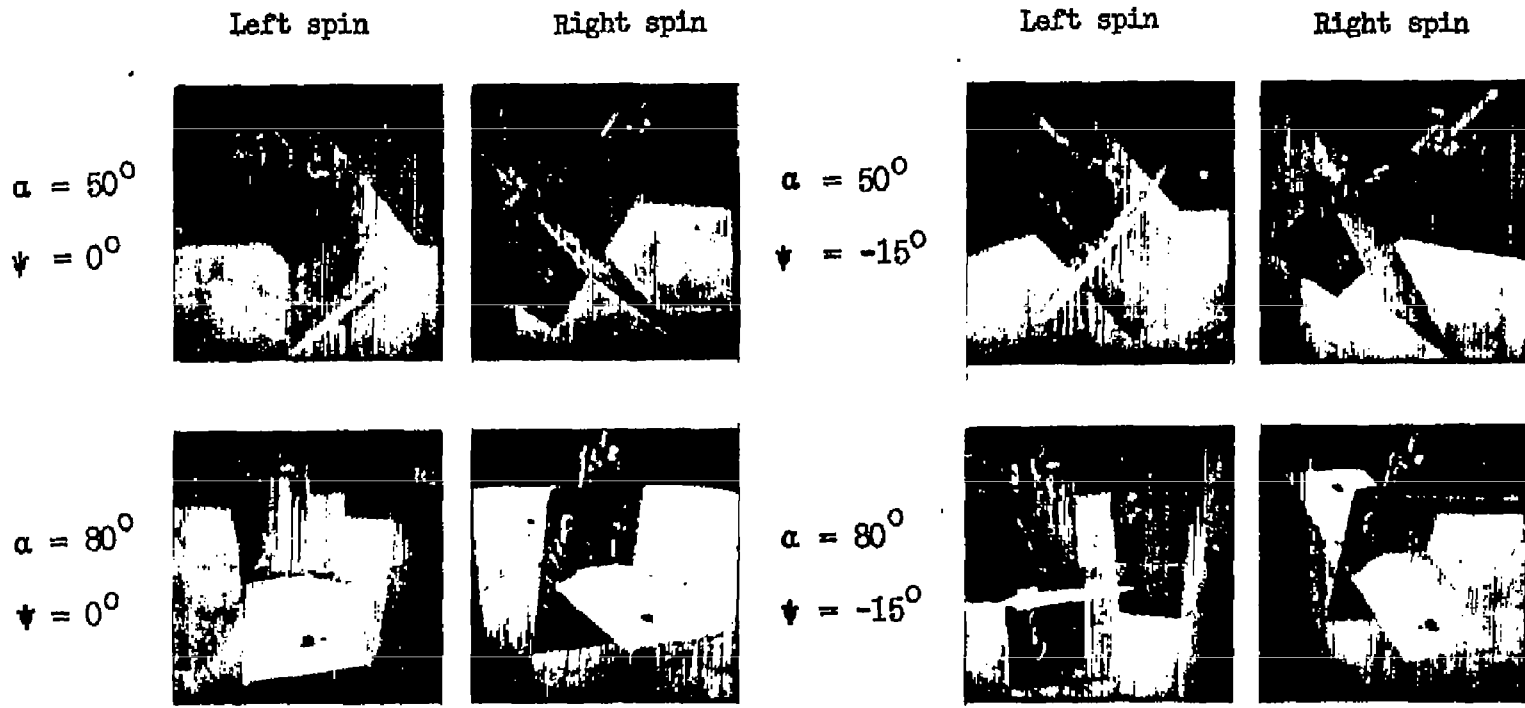 Left spin Right spin Left spin Right spin
α = 50° α = 50°
ψ = 0° ψ = -15°
α = 80° α = 80°
ψ = 0° ψ = -15°